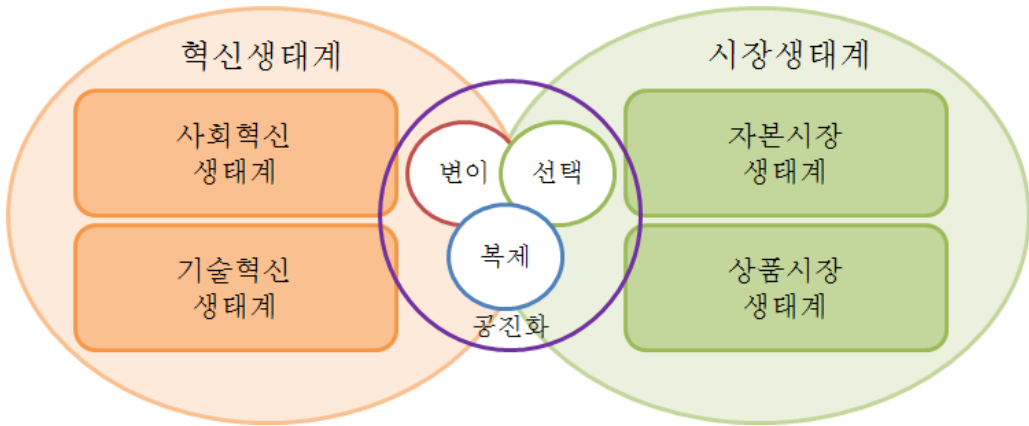 혁신생태계
사회혁신
생태계
기술혁신
생태계
변이
선택
복제
공진화
시장생태계
자본시장
생태계
상품시장
생태계